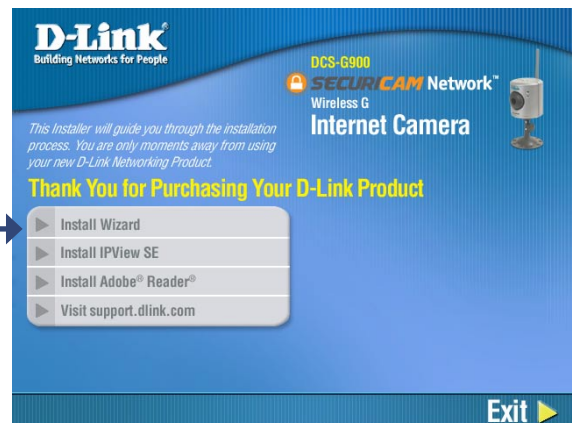 D-Link
Building Networks for People
DCS-G900
SECURICAM Network™
Wireless G
Internet Camera
This Installer will guide you through the installation
process. You are only moments away from using
your new D-Link Networking Product.
Thank You for Purchasing Your D-Link Product
Install Wizard
Install IPView SE
Install Adobe® Reader®
Visit support.dlink.com
Exit